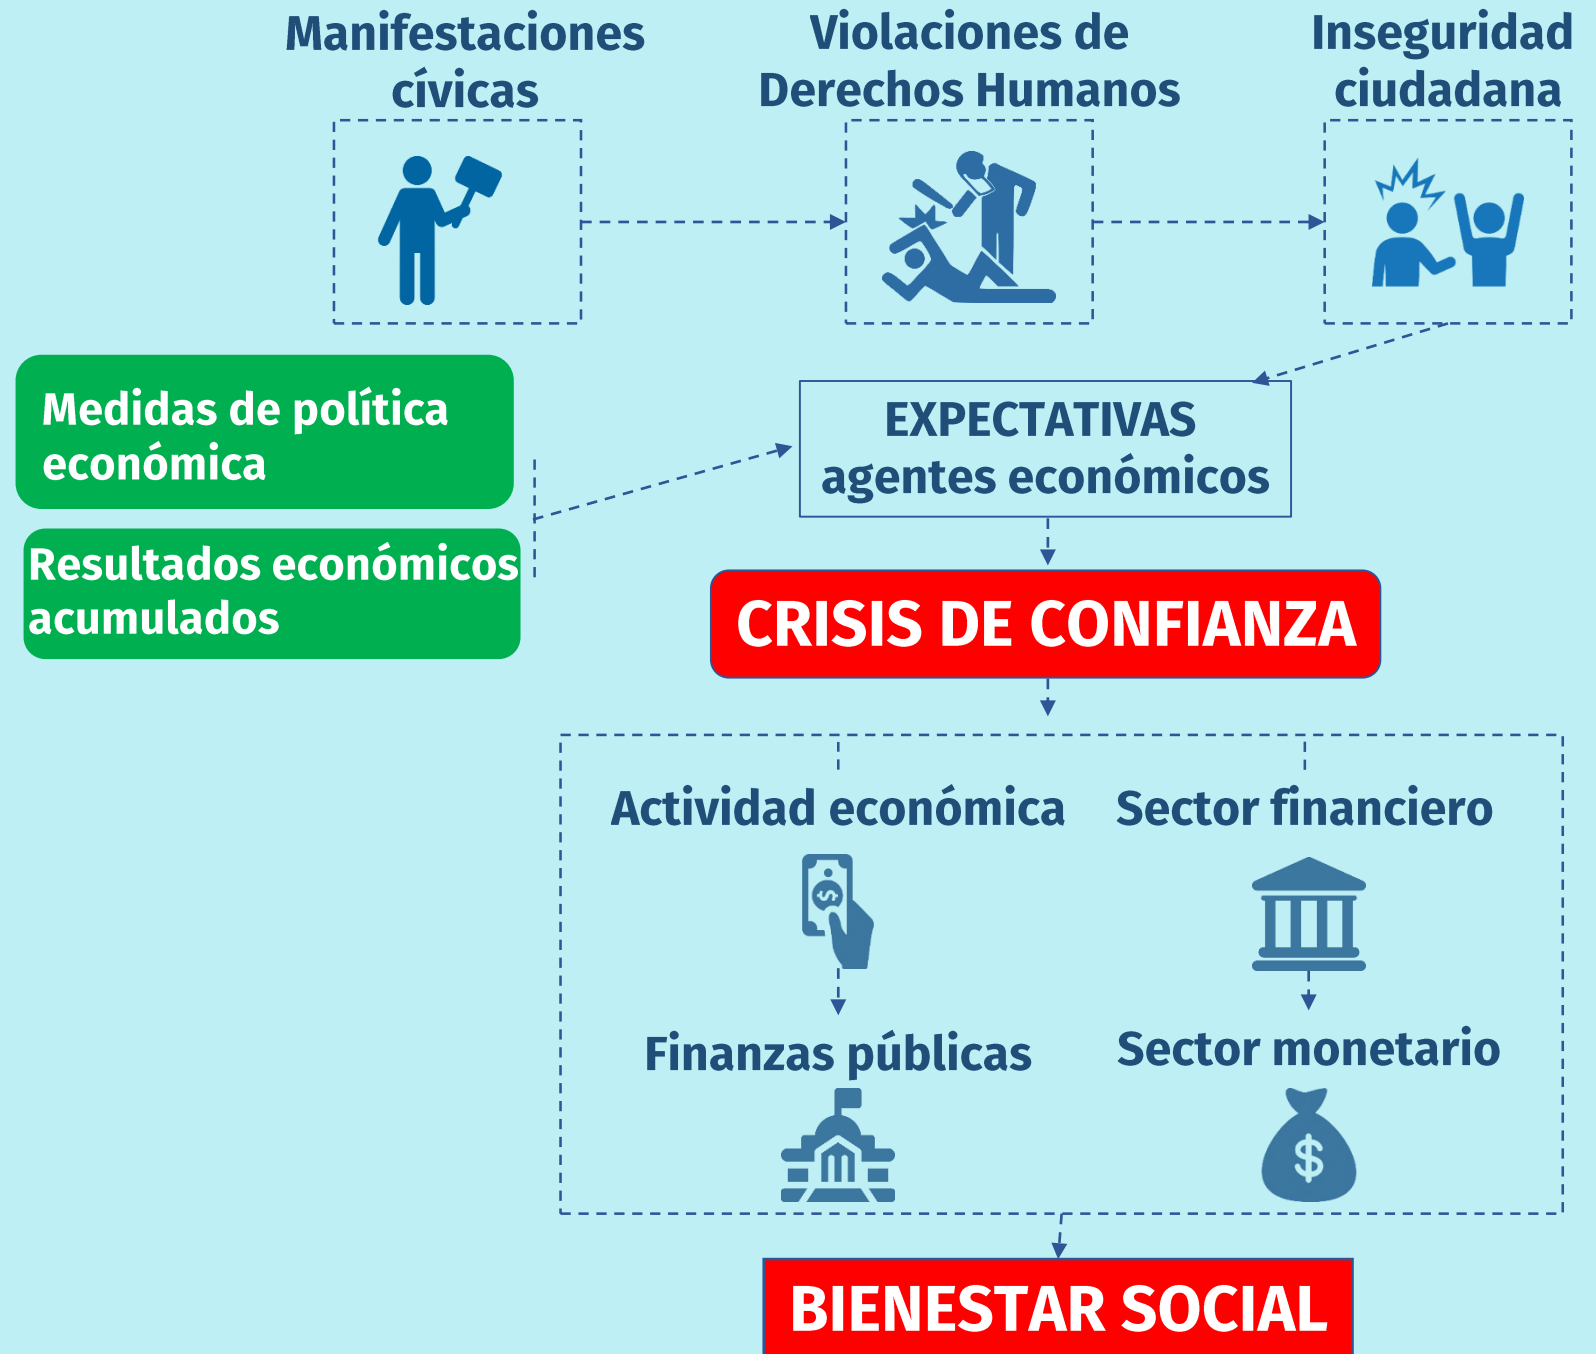 Manifestaciones
cívicas
Violaciones de
Derechos Humanos
Inseguridad
ciudadana
Medidas de política
económica
Resultados económicos
acumulados
EXPECTATIVAS
agentes económicos
CRISIS DE CONFIANZA
Actividad económica
Sector financiero
$
Finanzas públicas
Sector monetario
$
BIENESTAR SOCIAL